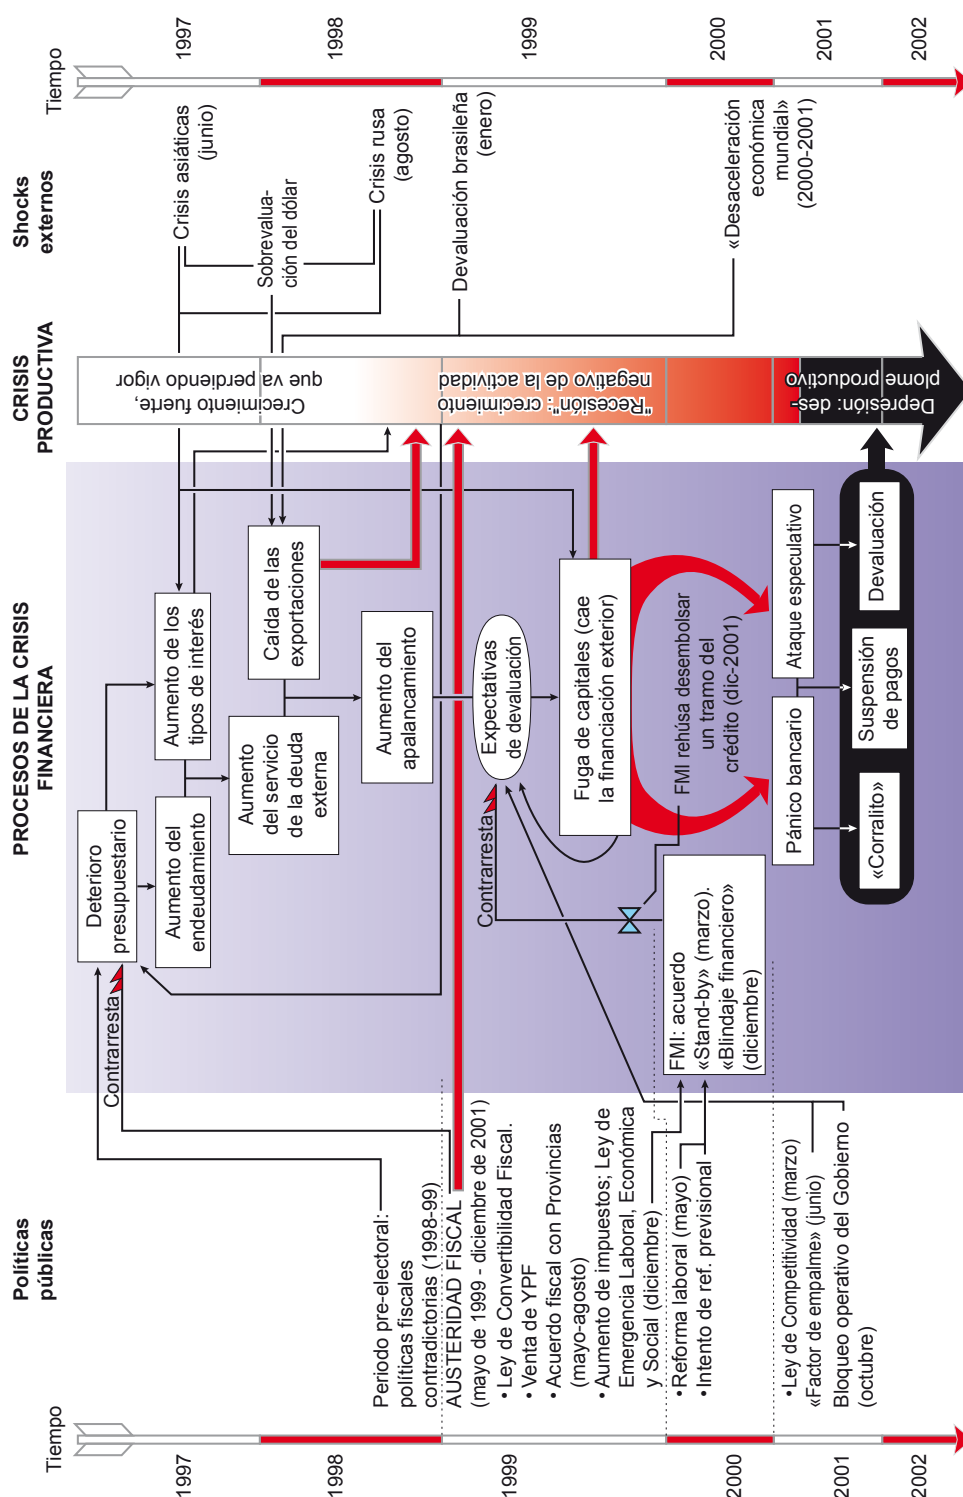 Políticas
públicas
PROCESOS DE LA CRISIS
FINANCIERA
CRISIS
PRODUCTIVA
Shocks
externos
Tiempo
1997
1998
1999
2000
2001
2002
Periodo pre-electoral:
políticas fiscales
contradictorias (1998-99)
AUSTERIDAD FISCAL
(mayo de 1999 - diciembre de 2001)
• Ley de Convertibilidad Fiscal.
• Venta de YPF
• Acuerdo fiscal con Provincias
(mayo-agosto)
• Aumento de impuestos; Ley de
Emergencia Laboral, Económica
y Social (diciembre)
• Reforma laboral (mayo)
• Intento de ref. previsional
• Ley de Competitividad (marzo)
«Factor de empalme» (junio)
Bloqueo operativo del Gobierno
(octubre)
Contrarresta
Deterioro
presupuestario
Aumento del
endeudamiento
Aumento de los
tipos de interés
Aumento
del servicio
de la deuda
externa
Caída de las
exportaciones
Aumento del
apalancamiento
Contrarresta
Expectativas
de devaluación
Fuga de capitales (cae
la financiación exterior)
FMI: acuerdo
«Stand-by» (marzo).
«Blindaje financiero»
(diciembre)
FMI rehúsa desembolsar
un tramo del
crédito (dic-2001)
Pánico bancario
Ataque especulativo
«Corralito»
Suspensión
de pagos
Devaluación
Crecimiento fuerte,
que va perdiendo vigor
"Recesión": crecimiento
negativo de la actividad
Depresión: des-
plome productivo
Crisis asiáticas
(junio)
Sobrevalua-
ción del dólar
Crisis rusa
(agosto)
Devaluación brasileña
(enero)
«Desaceleración
económica
mundial»
(2000-2001)
Tiempo
1997
1998
1999
2000
2001
2002